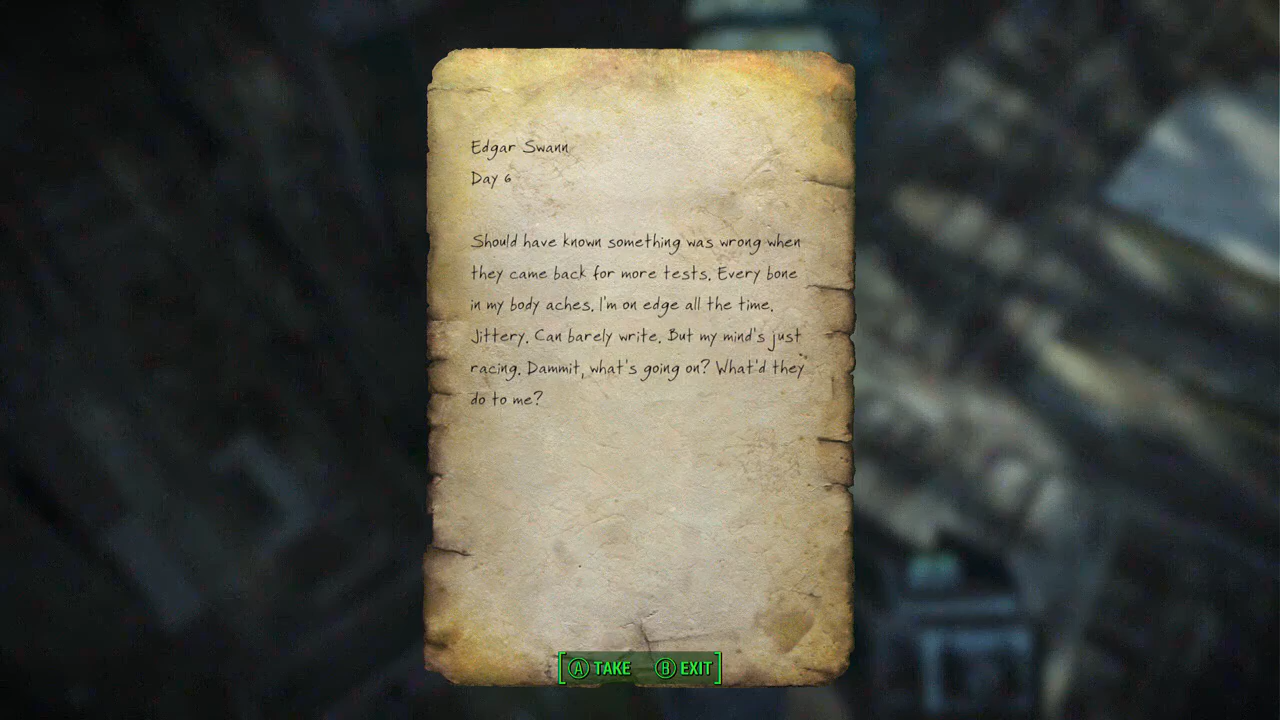 Edgar Swann
Day 6
Should have known something was wrong when
they came back for more tests. Every bone
in my body aches. I'm on edge all the time.
Jittery. Can barely write. But my mind's just
racing. Dammit, what's going on? What'd they
do to me?
A TAKE B EXIT